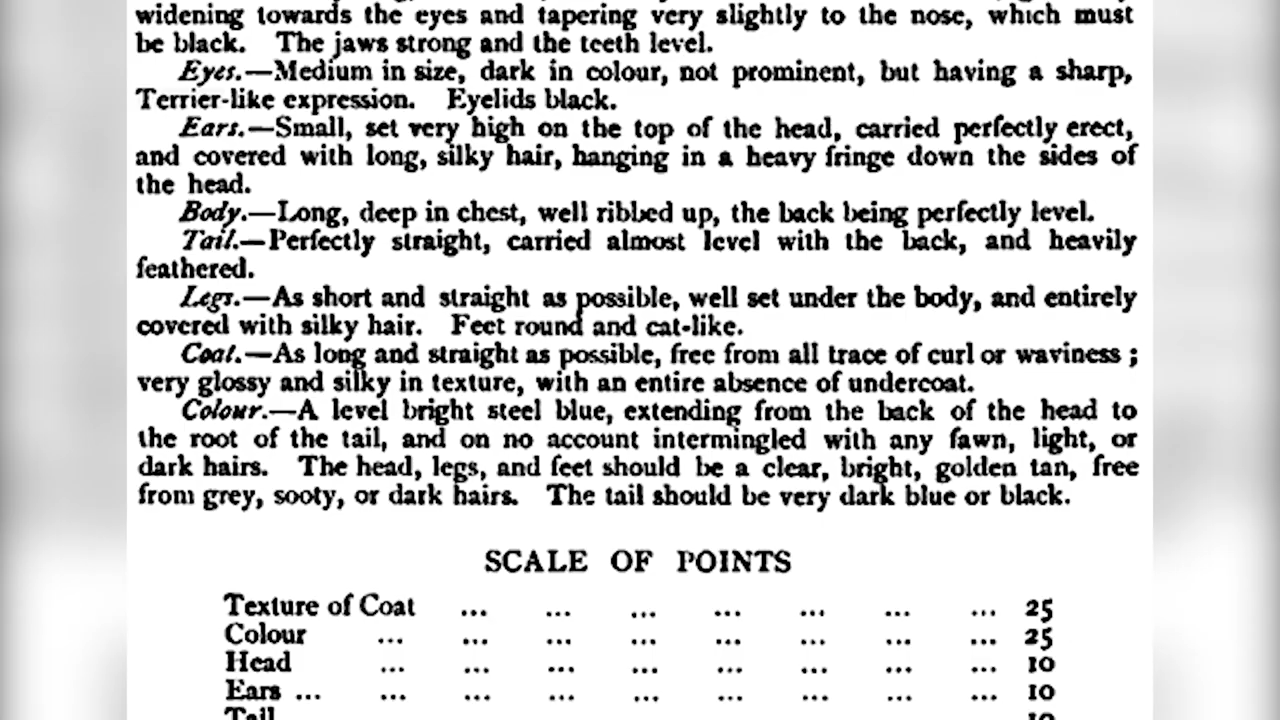 widening towards the eyes and tapering very slightly to the nose, which must
be black. The jaws strong and the teeth level.
Eyes.—Medium in size, dark in colour, not prominent, but having a sharp,
Terrier-like expression. Eyelids black.
Ears.—Small, set very high on the top of the head, carried perfectly erect,
and covered with long, silky hair, hanging in a heavy fringe down the sides of
the head.
Body.—Long, deep in chest, well ribbed up, the back being perfectly level.
Tail.—Perfectly straight, carried almost level with the back, and heavily
feathered.
Legs.—As short and straight as possible, well set under the body, and entirely
covered with silky hair. Feet round and cat-like.
Coat.—As long and straight as possible, free from all trace of curl or waviness ;
very glossy and silky in texture, with an entire absence of undercoat.
Colour.—A level bright steel blue, extending from the back of the head to
the root of the tail, and on no account intermingled with any fawn, light, or
dark hairs. The head, legs, and feet should be a clear, bright, golden tan, free
from grey, sooty, or dark hairs. The tail should be very dark blue or black.
SCALE OF POINTS
Texture of Coat ... ... ... ... ... ... ... 25
Colour ... ... ... ... ... ... ... ... 25
Head ... ... ... ... ... ... ... ... 10
Ears ... ... ... ... ... ... ... ... ... 10
Tail 10